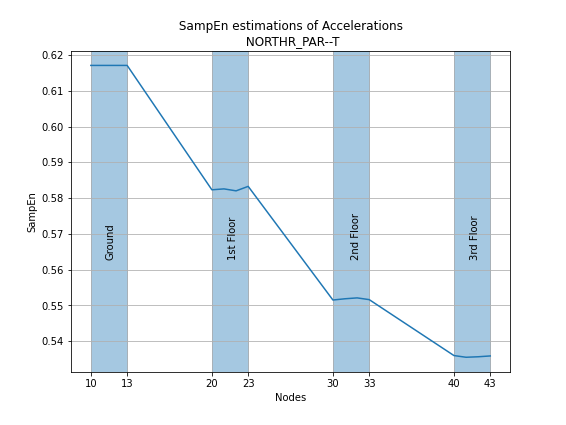 SampEn estimations of Accelerations
NORTHR_PAR--T
0.62
0.61
0.60
0.59
0.58
0.57
0.56
0.55
0.54
SampEn
Ground
1st Floor
2nd Floor
3rd Floor
10 13 20 23 30 33 40 43
Nodes